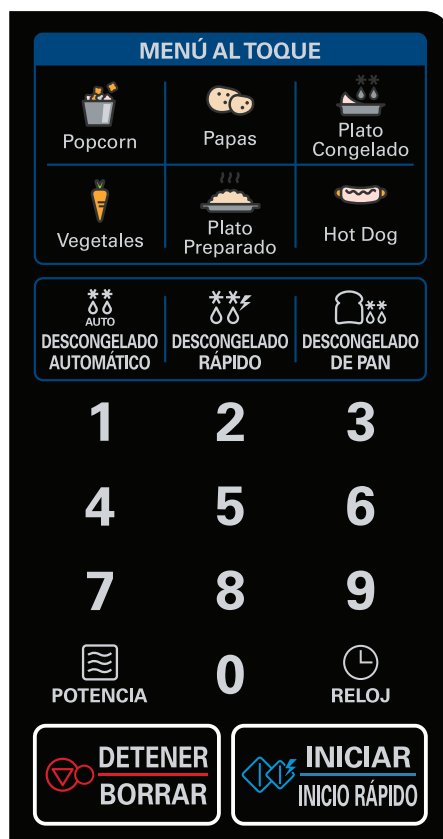 MENÚ AL TOQUE
Popcorn
Papas
Plato
Congelado
Vegetales
Plato
Preparado
Hot Dog
AUTO
DESCONGELADO
AUTOMÁTICO
DESCONGELADO
RÁPIDO
DESCONGELADO
DE PAN
1 2 3
4 5 6
7 8 9
POTENCIA
0
RELOJ
DETENER
BORRAR
INICIAR
INICIO RÁPIDO